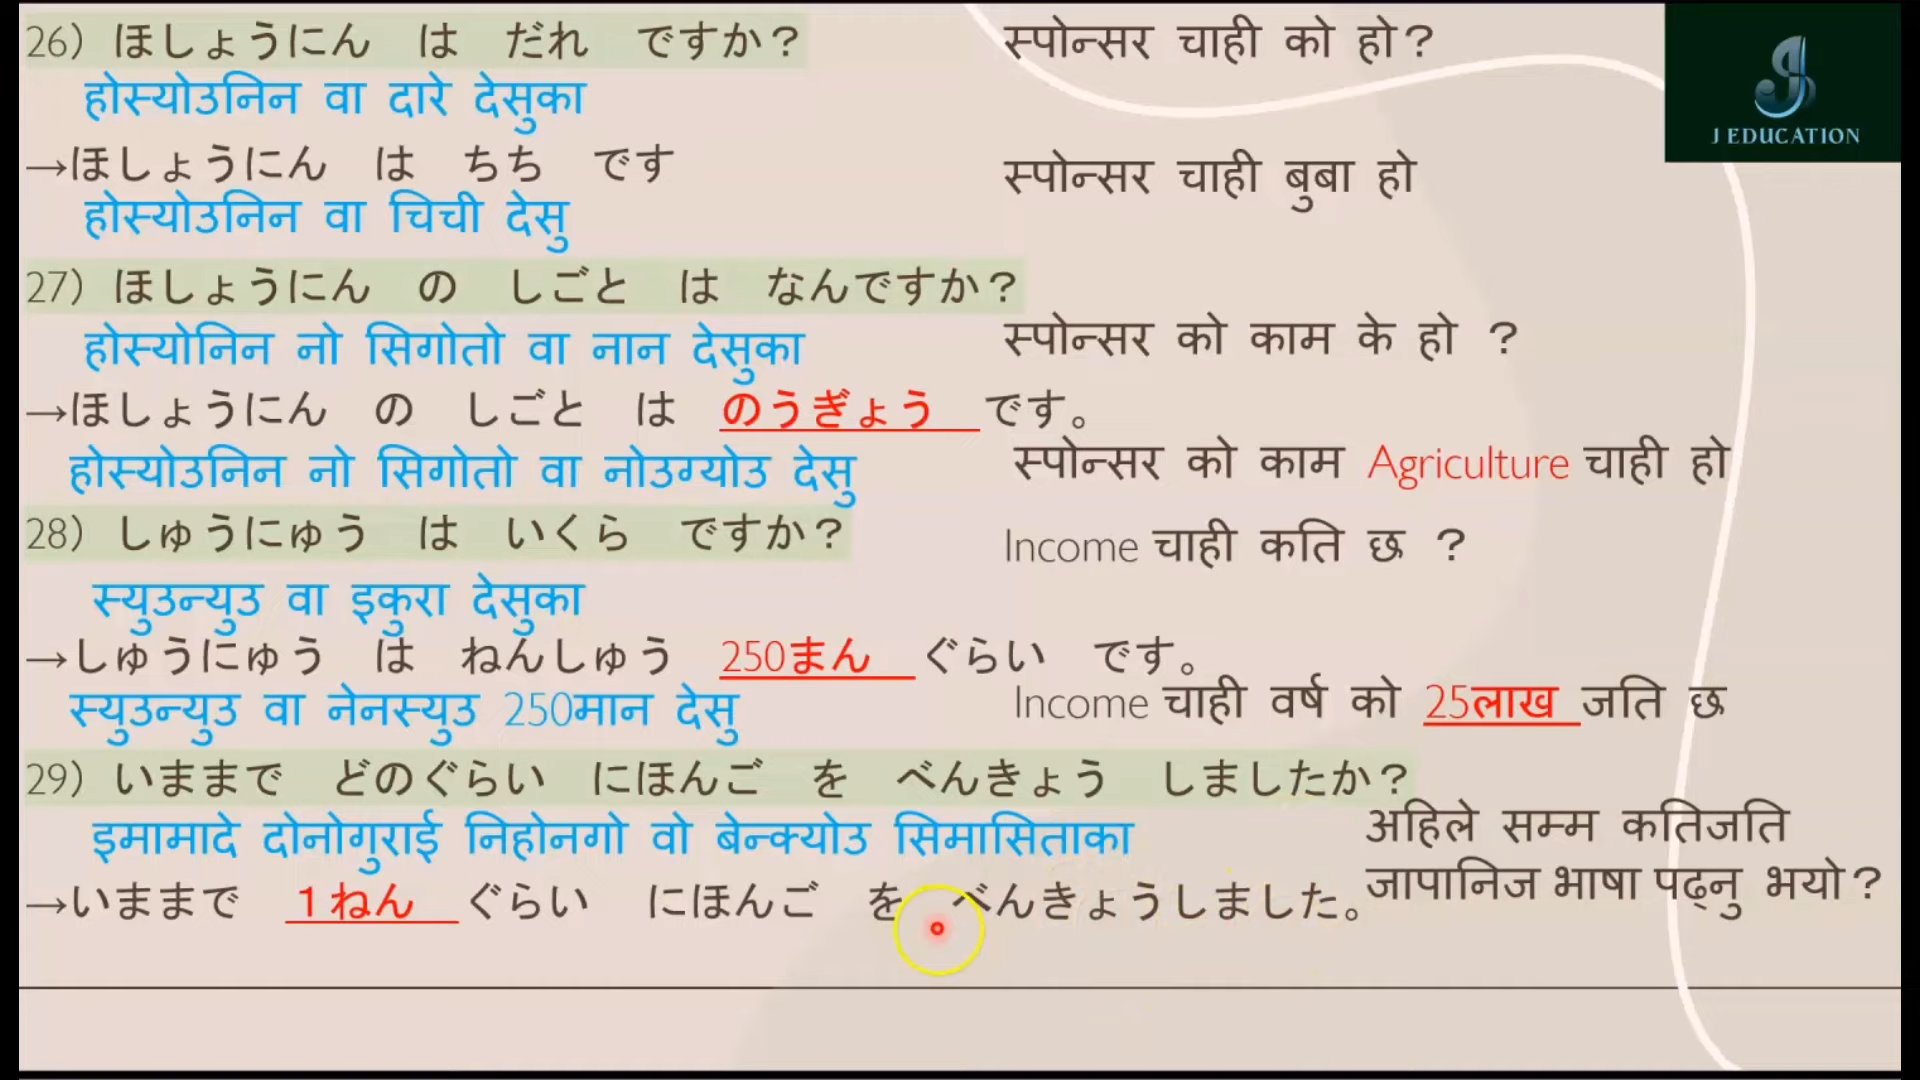 26）ほしょうにん　は　だれ　ですか？
स्पोन्सर चाही को हो?
होस्योउनिन वा दारे देसुका
→ほしょうにん　は　ちち　です
स्पोन्सर चाही बुबा हो
होस्योउनिन वा चिची देसु
27）ほしょうにん　の　しごと　は　なんですか？
स्पोन्सर को काम के हो ?
होस्योनिन नो सिगोतो वा नान देसुका
→ほしょうにん　の　しごと　は　のうぎょう　です。
स्पोन्सर को काम Agriculture चाही हो
होस्योउनिन नो सिगोतो वा नोउग्योउ देसु
28）しゅうにゅう　は　いくら　ですか？
Income चाही कति छ ?
स्युउन्युउ वा इकुरा देसुका
→しゅうにゅう　は　ねんしゅう　250まん　ぐらい　です。
Income चाही वर्ष को 25लाख जति छ
स्युउन्युउ वा नेनस्युउ 250मान देसु
29）いままで　どのぐらい　にほんご　を　べんきょう　しましたか？
इमामादे दोनोगुराई निहोनगो वो बेन्क्योउ सिमासिताका
अहिले सम्म कतिजति
जापानिज भाषा पढ्नु भयो?
→いままで　１ねん　ぐらい　にほんご　を　べんきょうしました。
J EDUCATION